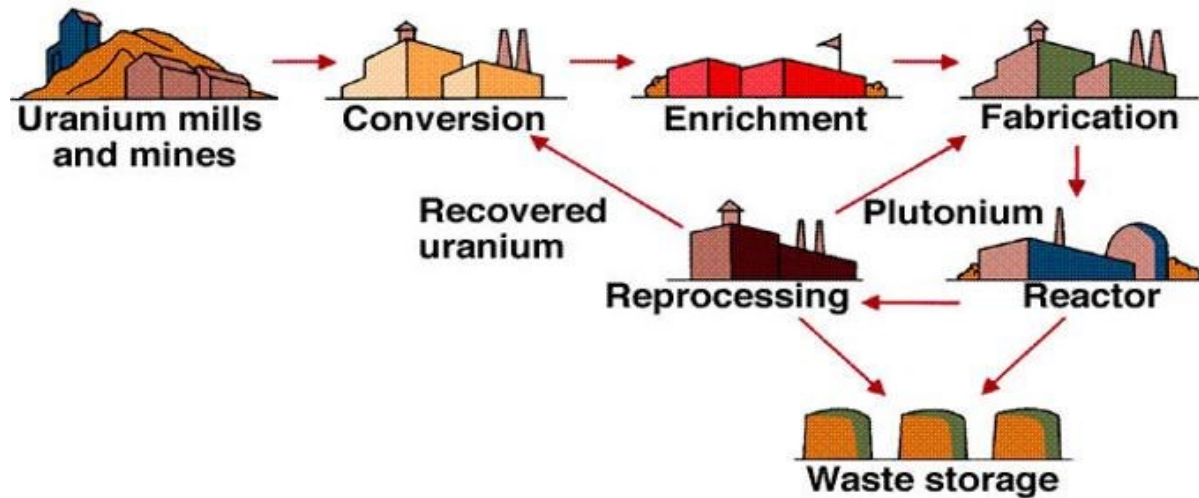 Uranium mills
and mines
Conversion
Enrichment
Fabrication
Recovered
uranium
Plutonium
Reprocessing
Reactor
Waste storage